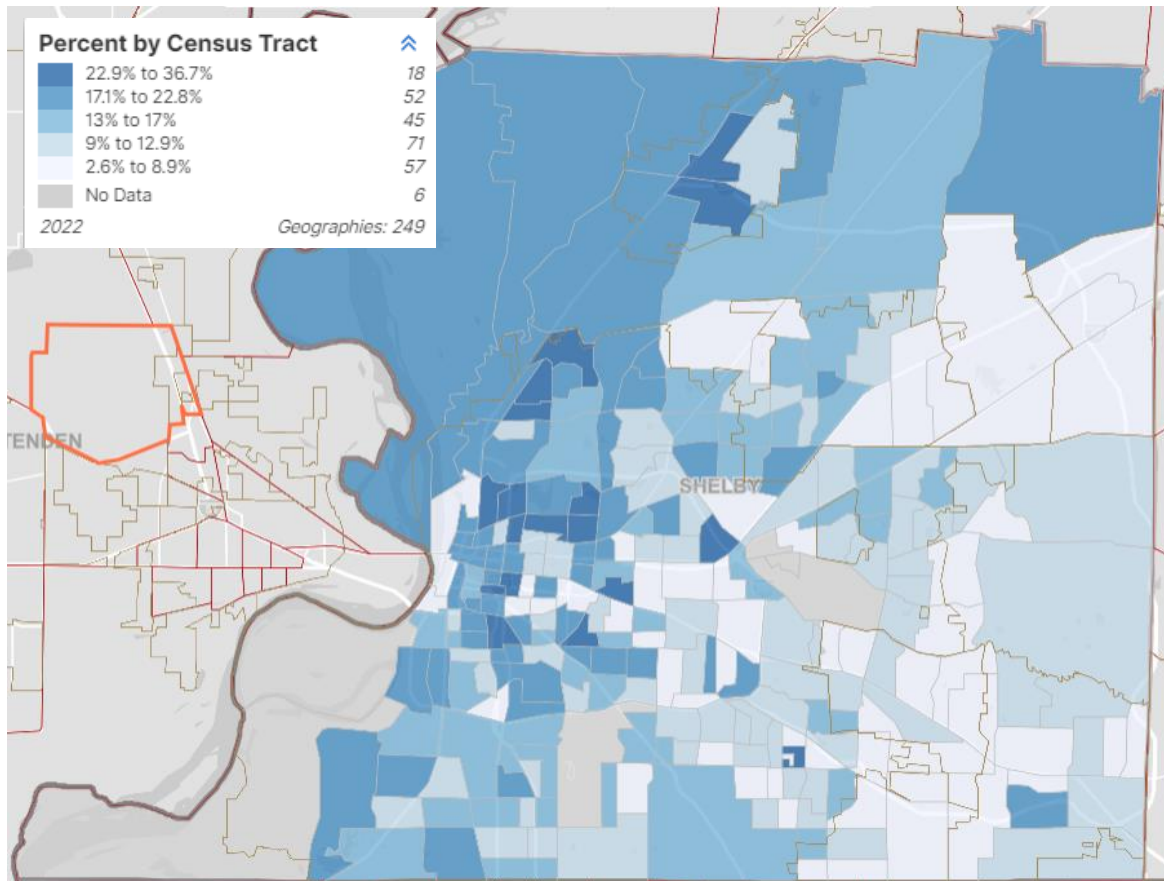 Percent by Census Tract
22.9% to 36.7% 18
17.1% to 22.8% 52
13% to 17% 45
9% to 12.9% 71
2.6% to 8.9% 57
No Data 6
2022 Geographies: 249
TENDEN
SHELBY